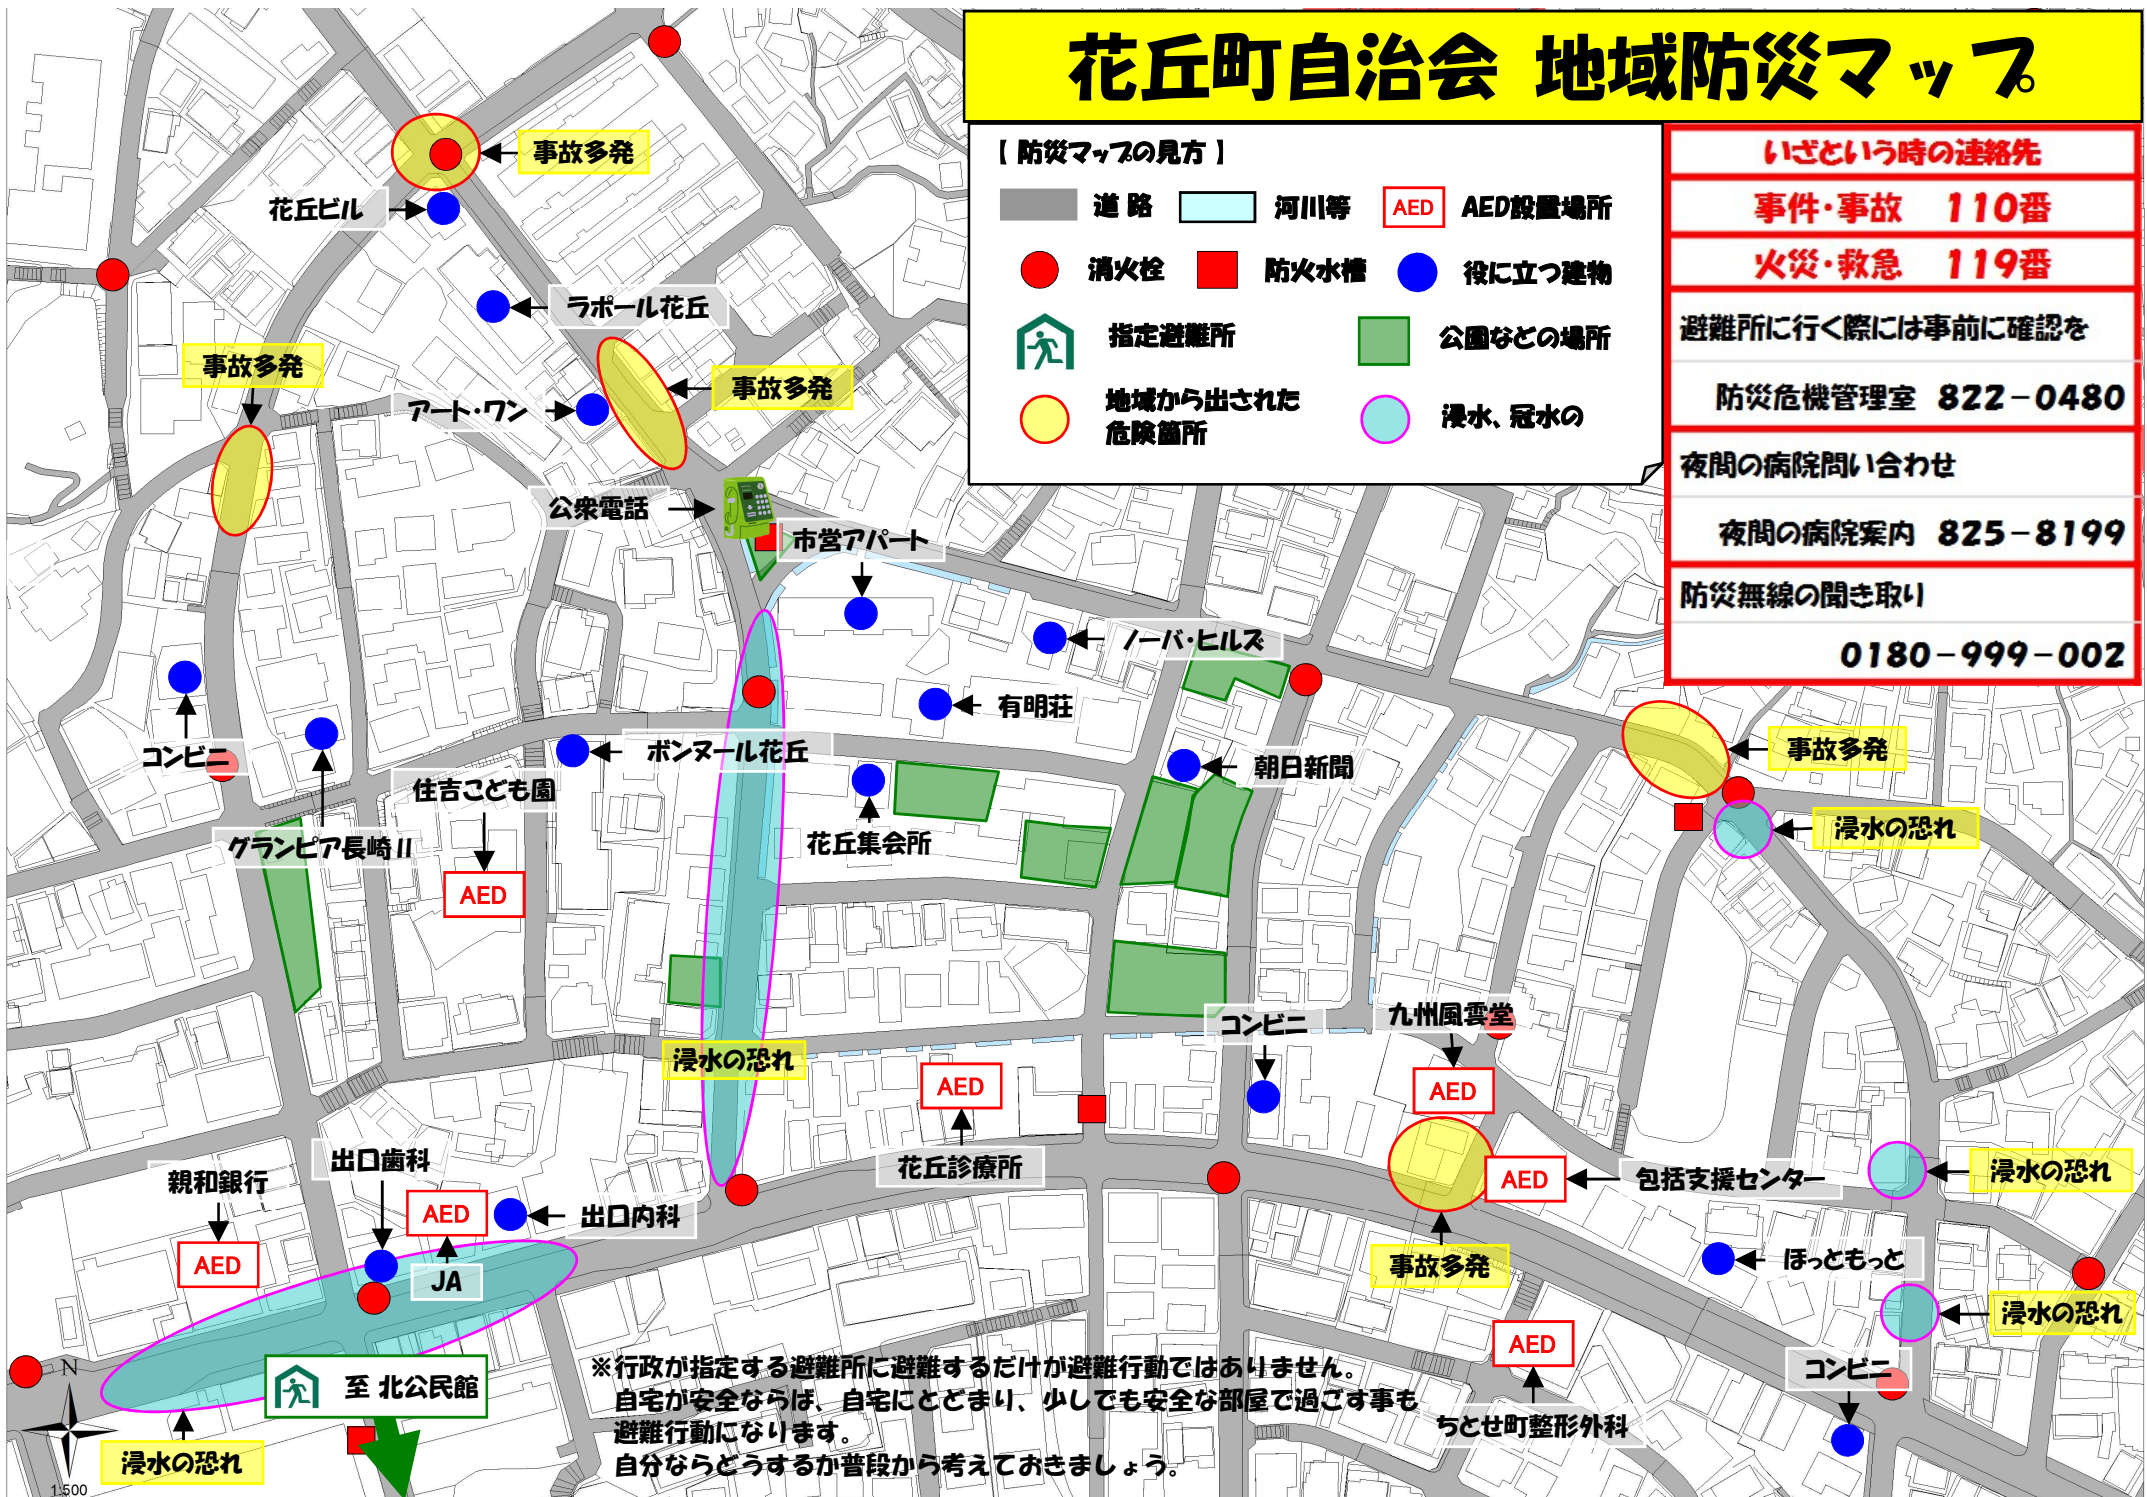 花丘町自治会 地域防災マップ
【 防災マップの見方 】
道 路
河川等
AED
AED設置場所
消火栓
防火水槽
役に立つ建物
指定避難所
公園などの場所
地域から出された
危険箇所
浸水、冠水の
いざという時の連絡先
事件・事故 110番
火災・救急 119番
避難所に行く際には事前に確認を
防災危機管理室 822-0480
夜間の病院問い合わせ
夜間の病院案内 825-8199
防災無線の聞き取り
0180-999-002
事故多発
花丘ビル
ラポール花丘
事故多発
事故多発
アート・ワン
公衆電話
市営アパート
ノーバ・ヒルズ
有明荘
コンビニ
ボンヌール花丘
朝日新聞
事故多発
住吉こども園
グランピア長崎Ⅱ
花丘集会所
浸水の恐れ
AED
コンビニ
九州風雲堂
浸水の恐れ
AED
AED
花丘診療所
出口歯科
親和銀行
AED
包括支援センター
浸水の恐れ
AED
出口内科
AED
JA
事故多発
ほっともっと
浸水の恐れ
AED
コンビニ
ちとせ町整形外科
至 北公民館
浸水の恐れ
N
1:500
※行政が指定する避難所に避難するだけが避難行動ではありません。
自宅が安全ならば、自宅にとどまり、少しでも安全な部屋で過ごす事も
避難行動になります。
自分ならどうするか普段から考えておきましょう。